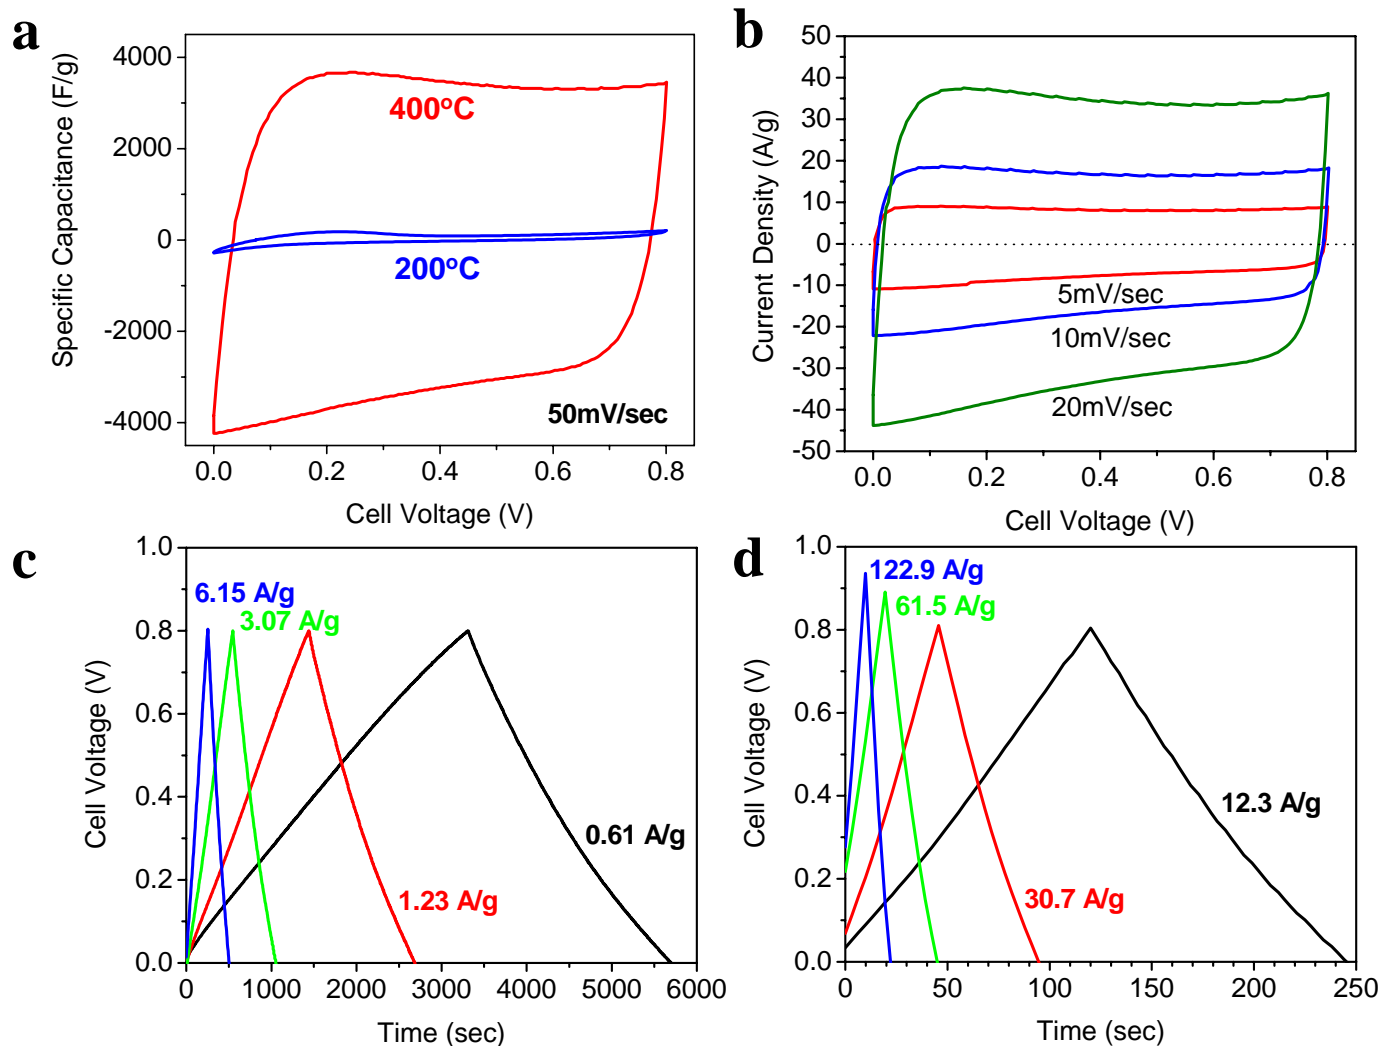 a
Specific Capacitance (F/g)
4000
2000
0
-2000
-4000
400ºC
200ºC
50mV/sec
0.0 0.2 0.4 0.6 0.8
Cell Voltage (V)
b
Current Density (A/g)
50
40
30
20
10
0
-10
-20
-30
-40
-50
5mV/sec
10mV/sec
20mV/sec
0.0 0.2 0.4 0.6 0.8
Cell Voltage (V)
c
Cell Voltage (V)
1.0
0.8
0.6
0.4
0.2
0.0
6.15 A/g
3.07 A/g
0.61 A/g
1.23 A/g
0 1000 2000 3000 4000 5000 6000
Time (sec)
d
Cell Voltage (V)
1.0
0.8
0.6
0.4
0.2
0.0
122.9 A/g
61.5 A/g
12.3 A/g
30.7 A/g
0 50 100 150 200 250
Time (sec)